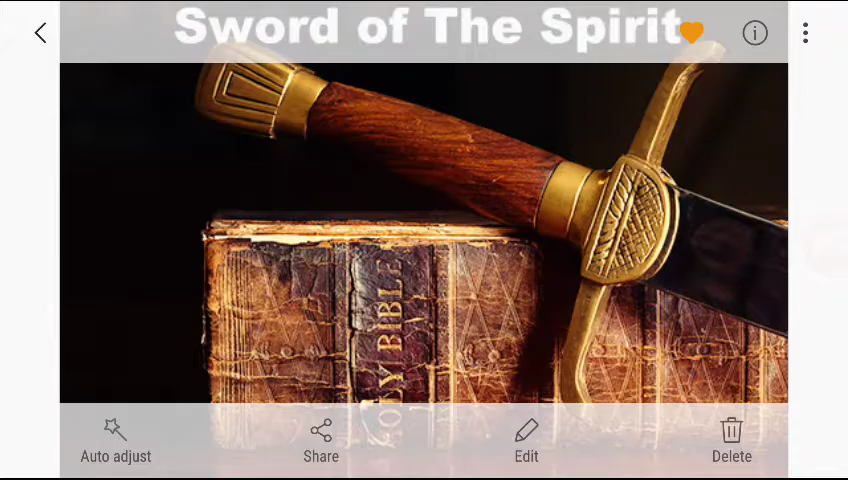 Sword of The Spirit
HOLY BIBLE
Auto adjust
Share
Edit
Delete